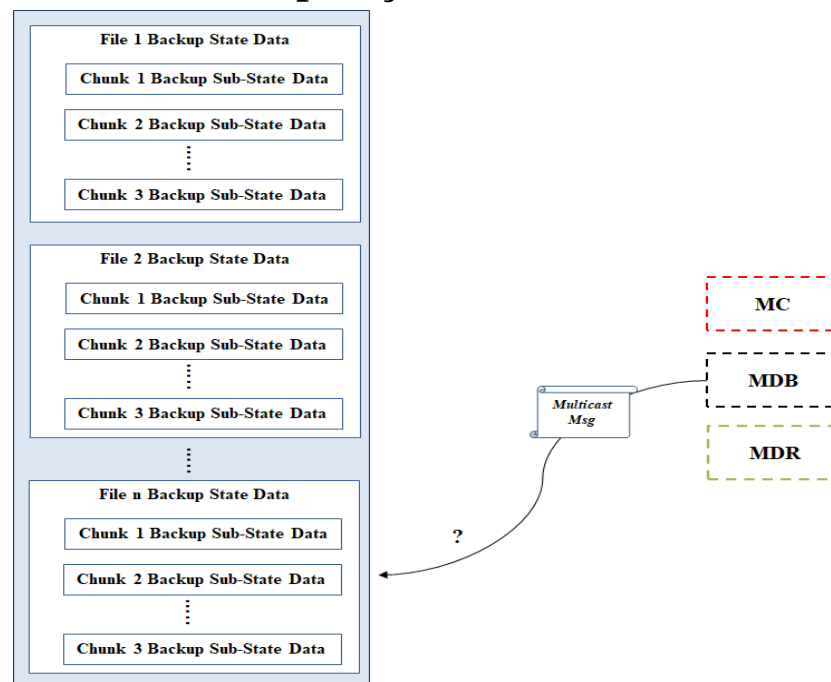 File 1 Backup State Data
Chunk 1 Backup Sub-State Data
Chunk 2 Backup Sub-State Data
Chunk 3 Backup Sub-State Data
File 2 Backup State Data
Chunk 1 Backup Sub-State Data
Chunk 2 Backup Sub-State Data
Chunk 3 Backup Sub-State Data
File n Backup State Data
Chunk 1 Backup Sub-State Data
Chunk 2 Backup Sub-State Data
Chunk 3 Backup Sub-State Data
?
Multicast
Msg
MC
MDB
MDR